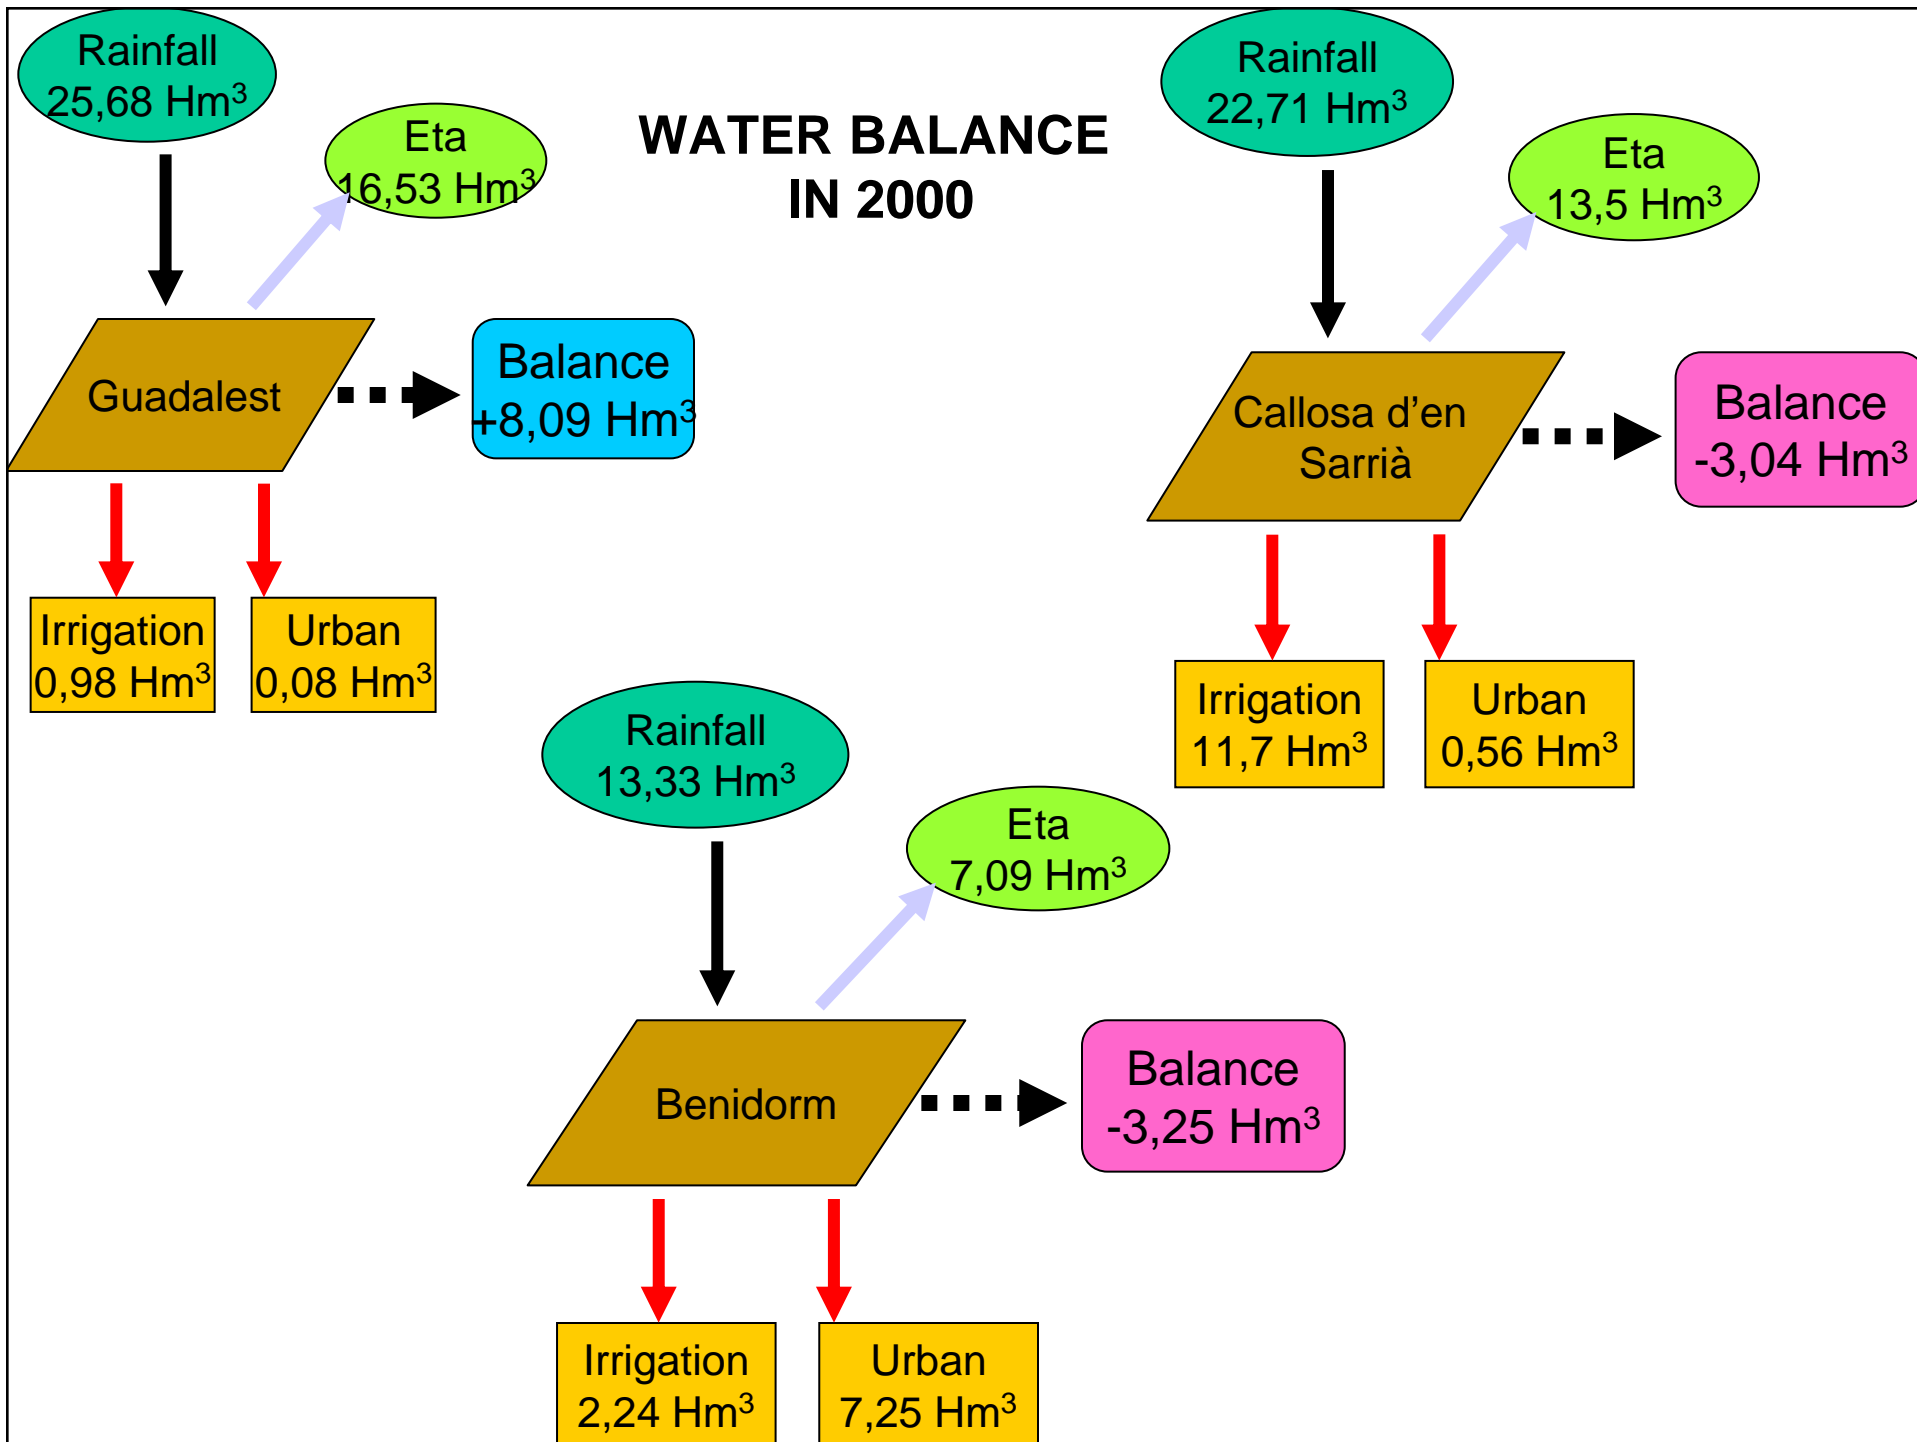 WATER BALANCE
IN 2000
Rainfall
25,68 Hm³
Eta
16,53 Hm³
Guadalest
Balance
+8,09 Hm³
Irrigation
0,98 Hm³
Urban
0,08 Hm³
Rainfall
22,71 Hm³
Eta
13,5 Hm³
Callosa d'en
Sarrià
Balance
-3,04 Hm³
Irrigation
11,7 Hm³
Urban
0,56 Hm³
Rainfall
13,33 Hm³
Eta
7,09 Hm³
Benidorm
Balance
-3,25 Hm³
Irrigation
2,24 Hm³
Urban
7,25 Hm³